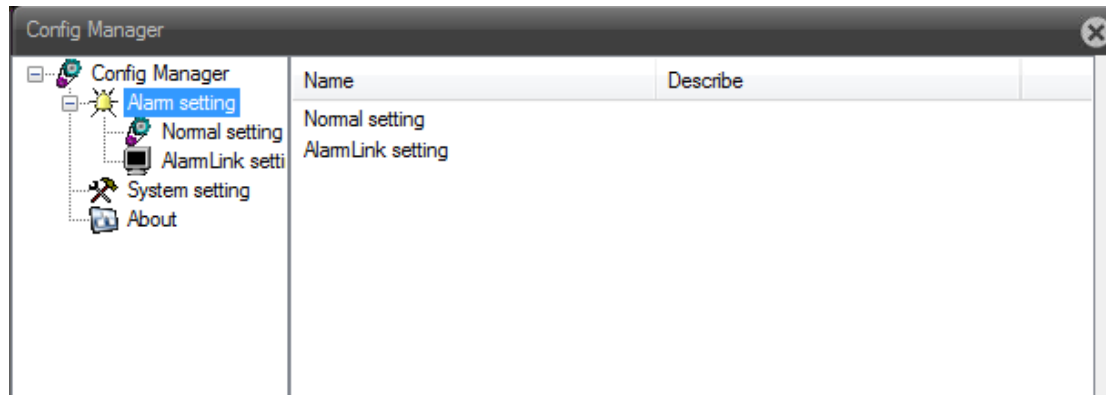 Config Manager
Config Manager
Alarm setting
Normal setting
AlarmLink setti
System setting
About
Name Describe
Normal setting
AlarmLink setting